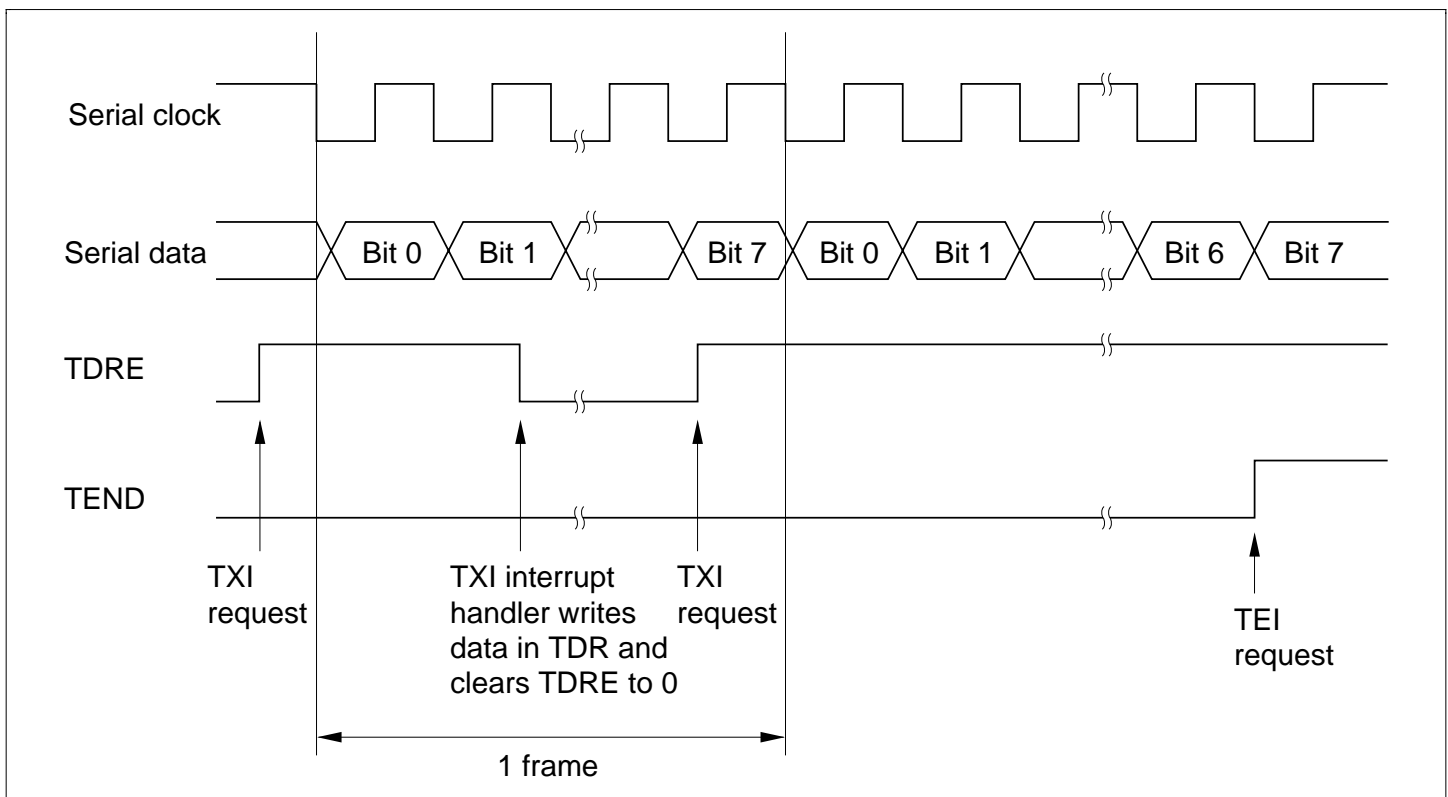 Serial clock
Serial data
Bit 0
Bit 1
Bit 7
Bit 0
Bit 1
Bit 6
Bit 7
TDRE
TEND
TXI
request
TXI interrupt
handler writes
data in TDR and
clears TDRE to 0
TXI
request
TEI
request
1 frame